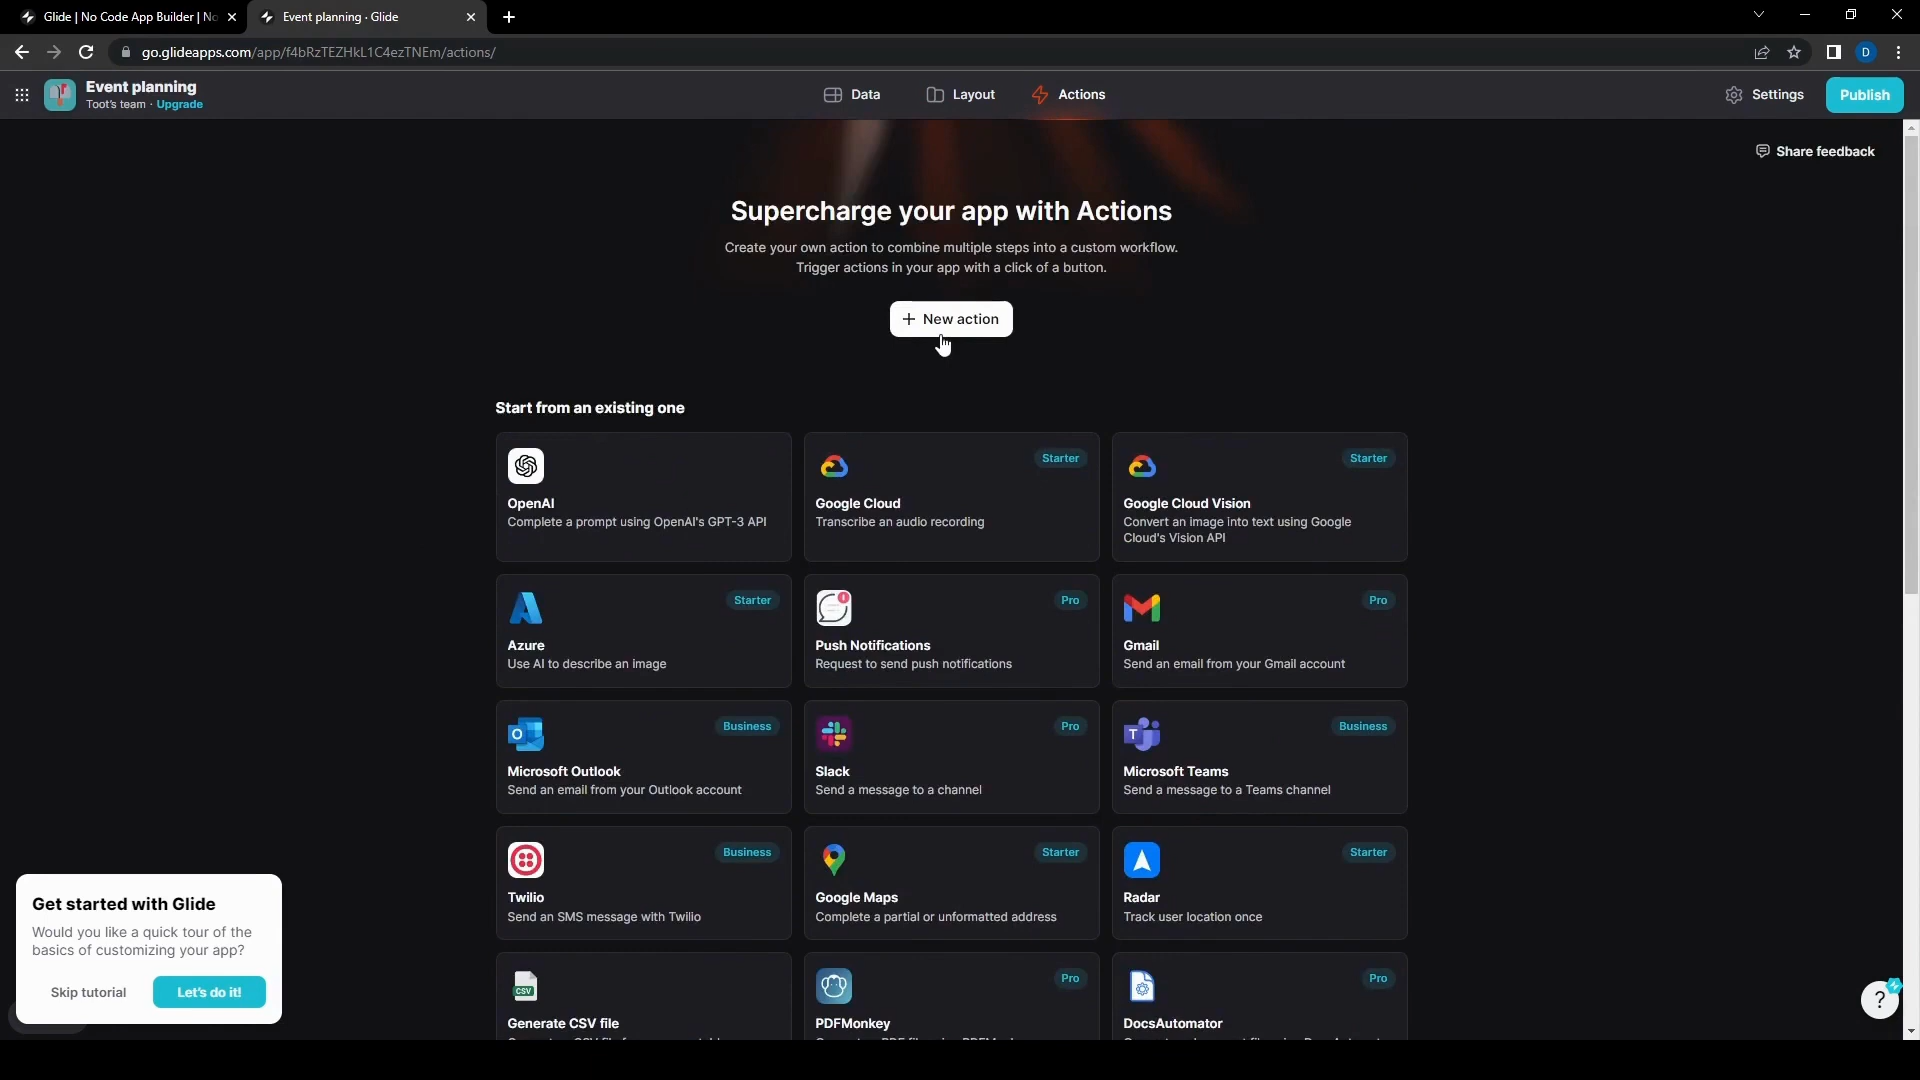 Glide | No Code App Builder | No
Event planning · Glide
go.glideapps.com/app/f4bRzTEZHkL1C4ezTNEm/actions/
D
Event planning
Toot's team · Upgrade
Data
Layout
Actions
Settings
Publish
Share feedback
Supercharge your app with Actions
Create your own action to combine multiple steps into a custom workflow.
Trigger actions in your app with a click of a button.
+ New action
Start from an existing one
OpenAI
Complete a prompt using OpenAI's GPT-3 API
Starter
Google Cloud
Transcribe an audio recording
Starter
Google Cloud Vision
Convert an image into text using Google
Cloud's Vision API
Starter
Azure
Use AI to describe an image
Pro
Push Notifications
Request to send push notifications
Pro
Gmail
Send an email from your Gmail account
Business
Microsoft Outlook
Send an email from your Outlook account
Pro
Slack
Send a message to a channel
Business
Microsoft Teams
Send a message to a Teams channel
Business
Twilio
Send an SMS message with Twilio
Starter
Google Maps
Complete a partial or unformatted address
Starter
Radar
Track user location once
CSV
Generate CSV file
Pro
PDFMonkey
Pro
DocsAutomator
Get started with Glide
Would you like a quick tour of the
basics of customizing your app?
Skip tutorial
Let's do it!
?